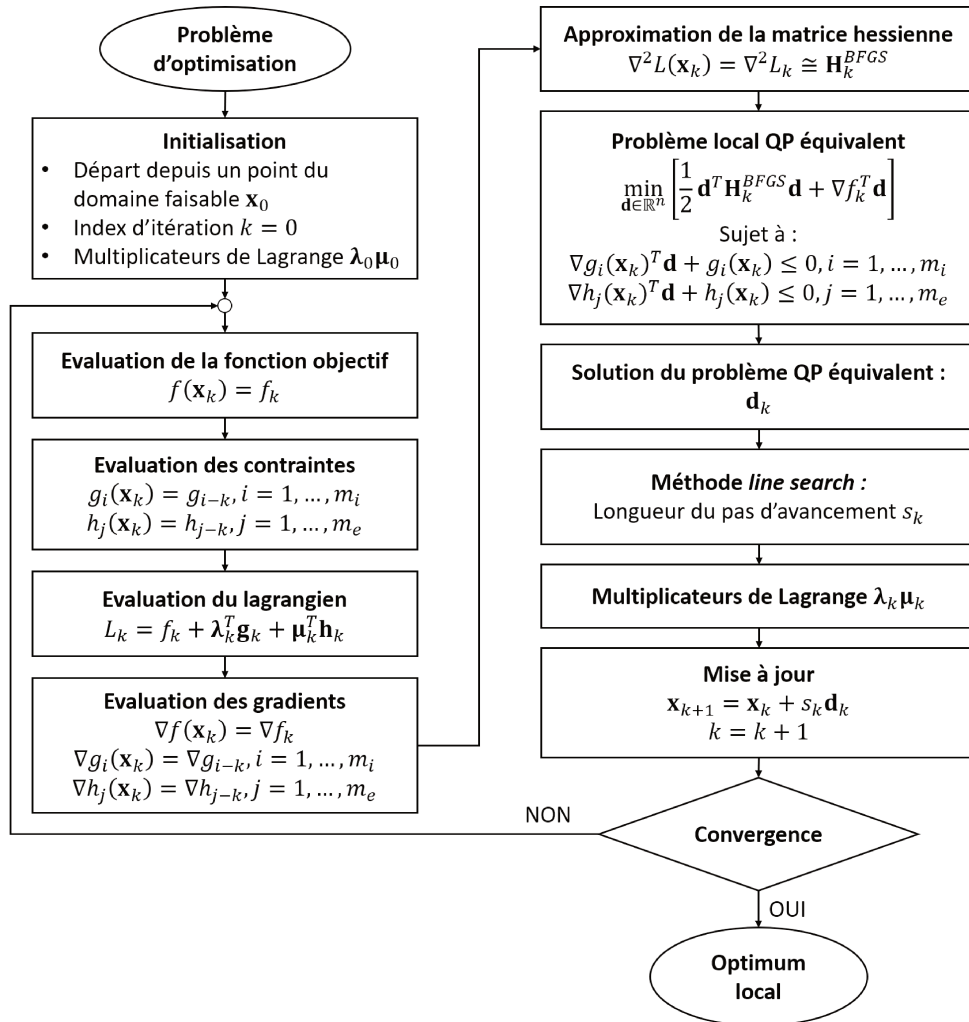 Problème
d'optimisation
Initialisation
• Départ depuis un point du
domaine faisable 𝐱₀
• Index d'itération 𝑘 = 0
• Multiplicateurs de Lagrange 𝛌₀𝛍₀
Evaluation de la fonction objectif
𝑓(𝐱ₖ) = 𝑓ₖ
Evaluation des contraintes
𝑔ᵢ(𝐱ₖ) = 𝑔ᵢ₋ₖ, 𝑖 = 1, … , 𝑚ᵢ
ℎⱼ(𝐱ₖ) = ℎⱼ₋ₖ, 𝑗 = 1, … , 𝑚ₑ
Evaluation du lagrangien
𝐿ₖ = 𝑓ₖ + 𝛌ₖᵀ𝐠ₖ + 𝛍ₖᵀ𝐡ₖ
Evaluation des gradients
∇𝑓(𝐱ₖ) = ∇𝑓ₖ
∇𝑔ᵢ(𝐱ₖ) = ∇𝑔ᵢ₋ₖ, 𝑖 = 1, … , 𝑚ᵢ
∇ℎⱼ(𝐱ₖ) = ∇ℎⱼ₋ₖ, 𝑗 = 1, … , 𝑚ₑ
Approximation de la matrice hessienne
∇²𝐿(𝐱ₖ) = ∇²𝐿ₖ ≅ 𝐇ₖ^{BFGS}
Problème local QP équivalent
min_{𝐝∈ℝⁿ} [1/2 𝐝ᵀ𝐇ₖ^{BFGS}𝐝 + ∇𝑓ₖᵀ𝐝]
Sujet à :
∇𝑔ᵢ(𝐱ₖ)ᵀ𝐝 + 𝑔ᵢ(𝐱ₖ) ≤ 0, 𝑖 = 1, … , 𝑚ᵢ
∇ℎⱼ(𝐱ₖ)ᵀ𝐝 + ℎⱼ(𝐱ₖ) ≤ 0, 𝑗 = 1, … , 𝑚ₑ
Solution du problème QP équivalent :
𝐝ₖ
Méthode line search :
Longueur du pas d'avancement 𝑠ₖ
Multiplicateurs de Lagrange 𝛌ₖ𝛍ₖ
Mise à jour
𝐱ₖ₊₁ = 𝐱ₖ + 𝑠ₖ𝐝ₖ
𝑘 = 𝑘 + 1
NON
Convergence
OUI
Optimum
local